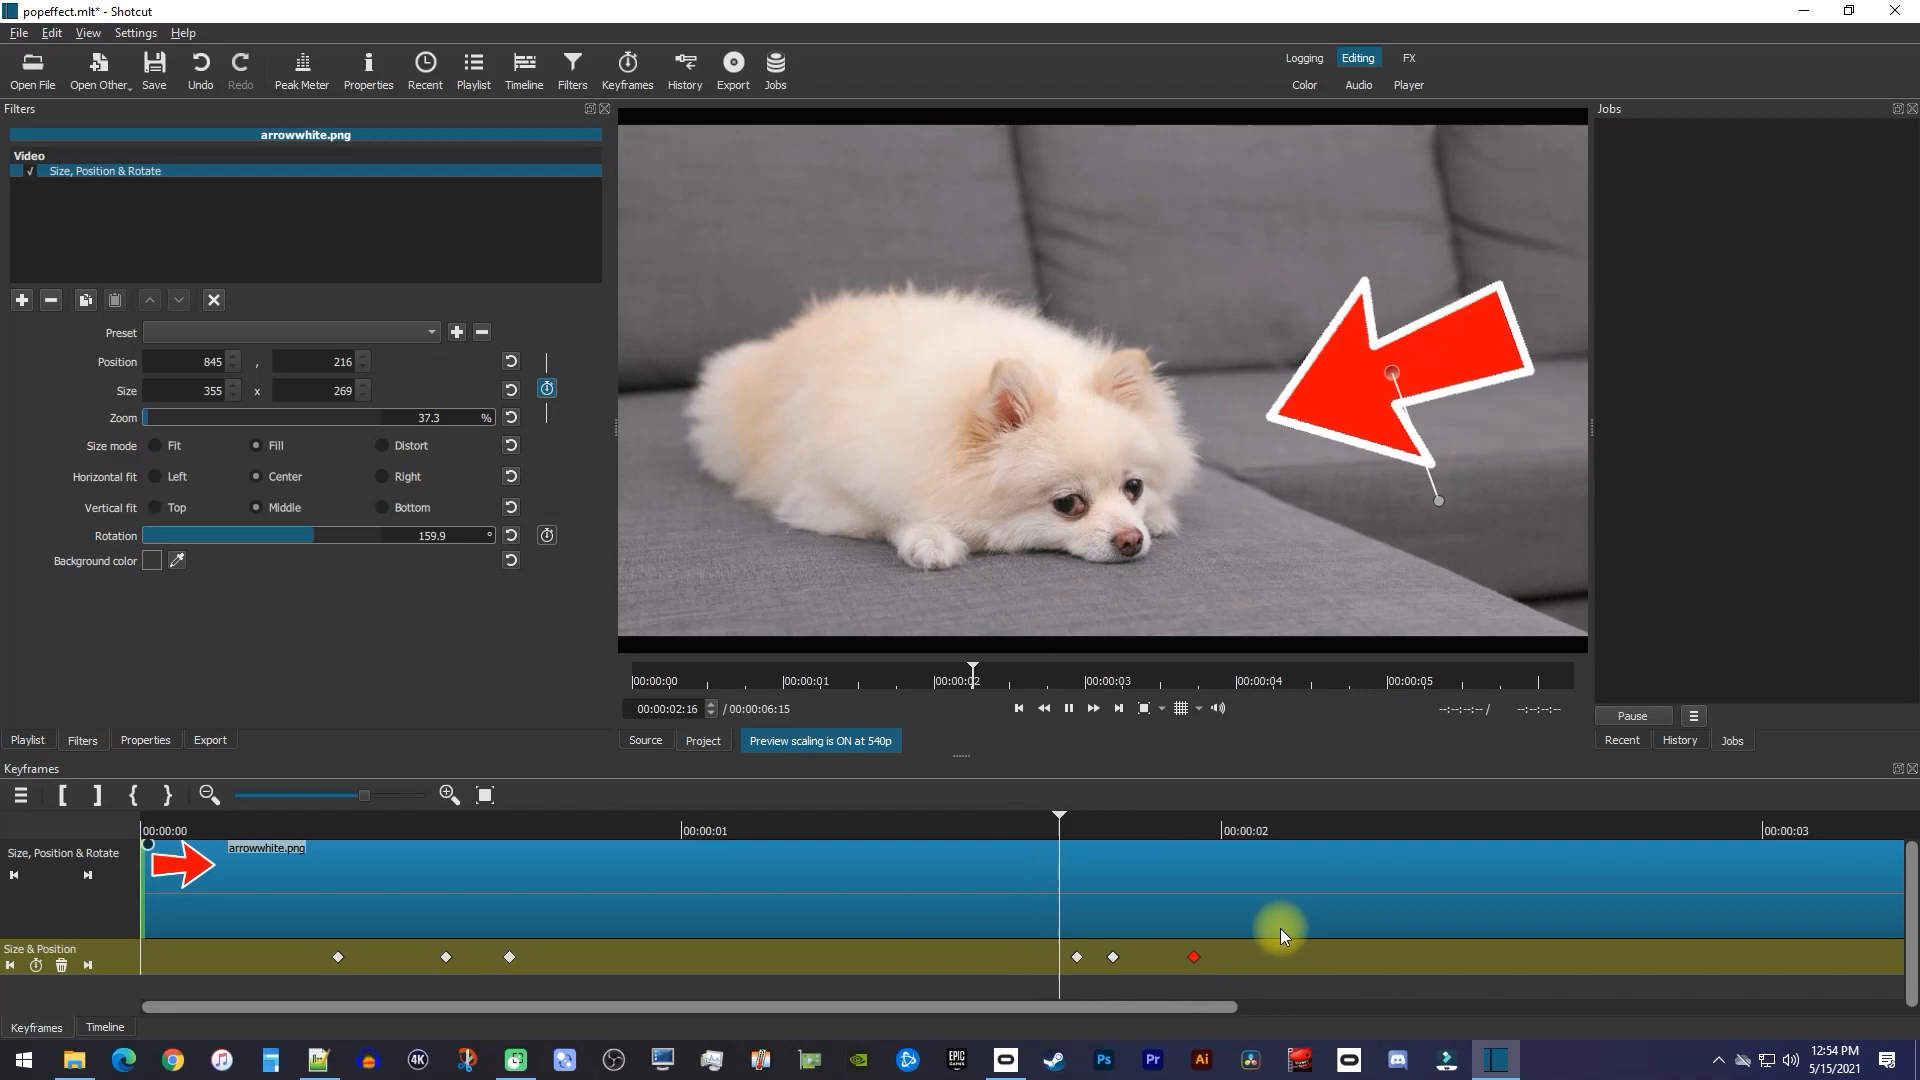 popeffect.mlt* - Shotcut
File Edit View Settings Help
Open File Open Other Save Undo Redo Peak Meter Properties Recent Playlist Timeline Filters Keyframes History Export Jobs
Logging Editing FX
Color Audio Player
Filters
arrowwhite.png
Video
✓ Size, Position & Rotate
Preset
Position 845 , 216
Size 355 x 269
Zoom 37.3 %
Size mode Fit Fill Distort
Horizontal fit Left Center Right
Vertical fit Top Middle Bottom
Rotation 159.9 °
Background color
Playlist Filters Properties Export
00:00:00 00:00:01 00:00:02 00:00:03 00:00:04 00:00:05
00:00:02:16 / 00:00:06:15
--:--:--:-- / --:--:--:--
Source Project Preview scaling is ON at 540p
Jobs
Pause
Recent History Jobs
Keyframes
00:00:00 00:00:01 00:00:02 00:00:03
Size, Position & Rotate
arrowwhite.png
Size & Position
Keyframes Timeline
4K
EPIC GAMES
Ps Pr Ai
12:54 PM
5/15/2021